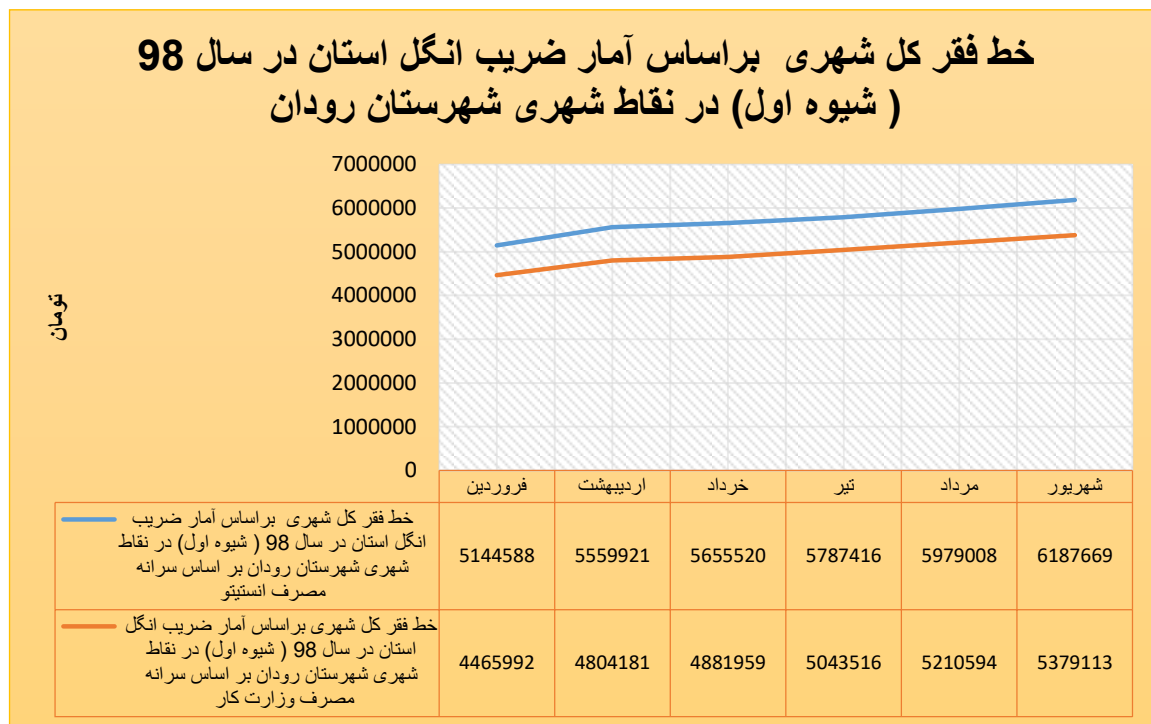 خط فقر کل شهری براساس آمار ضریب انگل استان در سال 98
( شیوه اول) در نقاط شهری شهرستان رودان
تومان
7000000
6000000
5000000
4000000
3000000
2000000
1000000
0
فروردین اردیبهشت خرداد تیر مرداد شهریور
خط فقر کل شهری براساس آمار ضریب
انگل استان در سال 98 ( شیوه اول) در نقاط
شهری شهرستان رودان بر اساس سرانه
مصرف انستیتو
5144588 5559921 5655520 5787416 5979008 6187669
خط فقر کل شهری براساس آمار ضریب انگل
استان در سال 98 ( شیوه اول) در نقاط
شهری شهرستان رودان بر اساس سرانه
مصرف وزارت کار
4465992 4804181 4881959 5043516 5210594 5379113